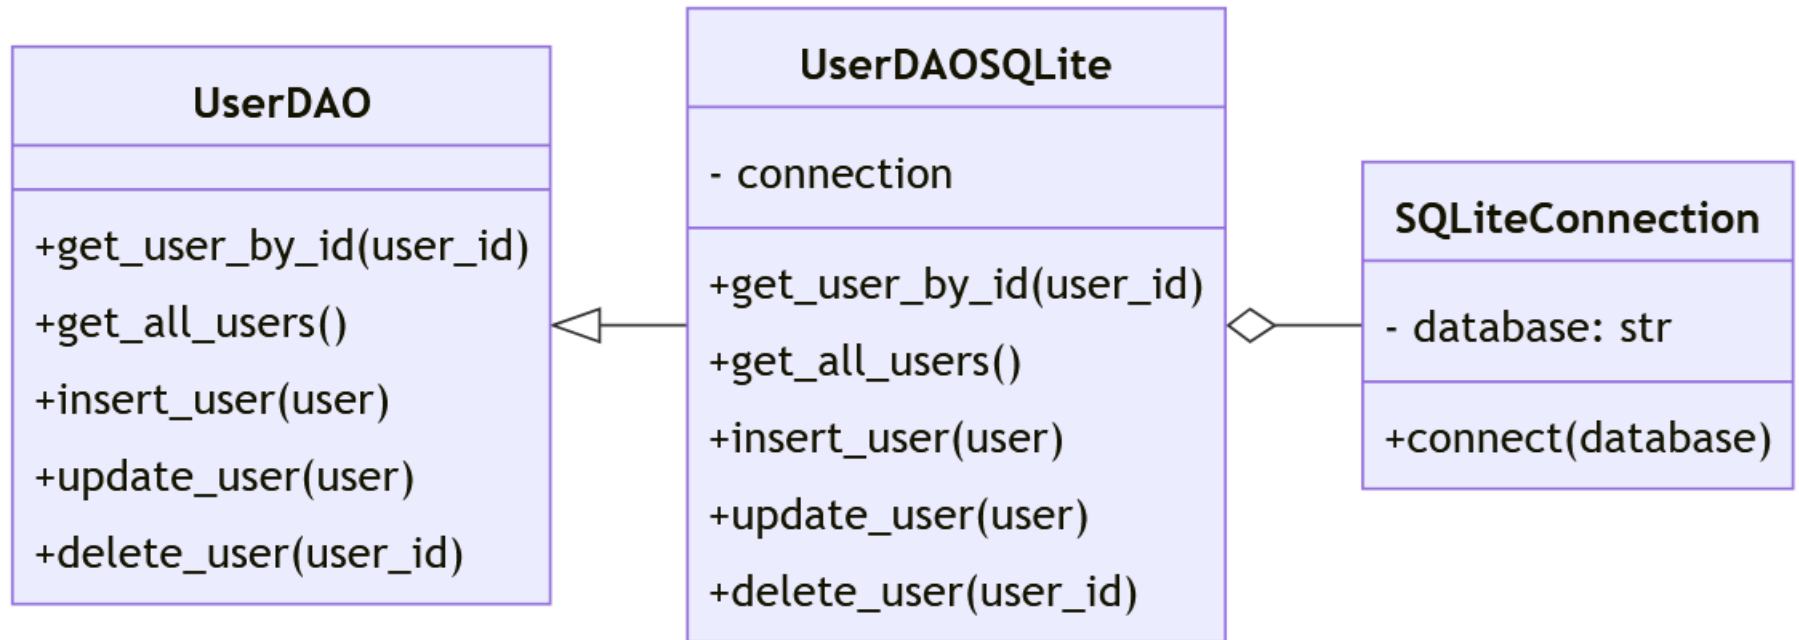 UserDAO
+get_user_by_id(user_id)
+get_all_users()
+insert_user(user)
+update_user(user)
+delete_user(user_id)
UserDAOSQLite
- connection
+get_user_by_id(user_id)
+get_all_users()
+insert_user(user)
+update_user(user)
+delete_user(user_id)
SQLiteConnection
- database: str
+connect(database)